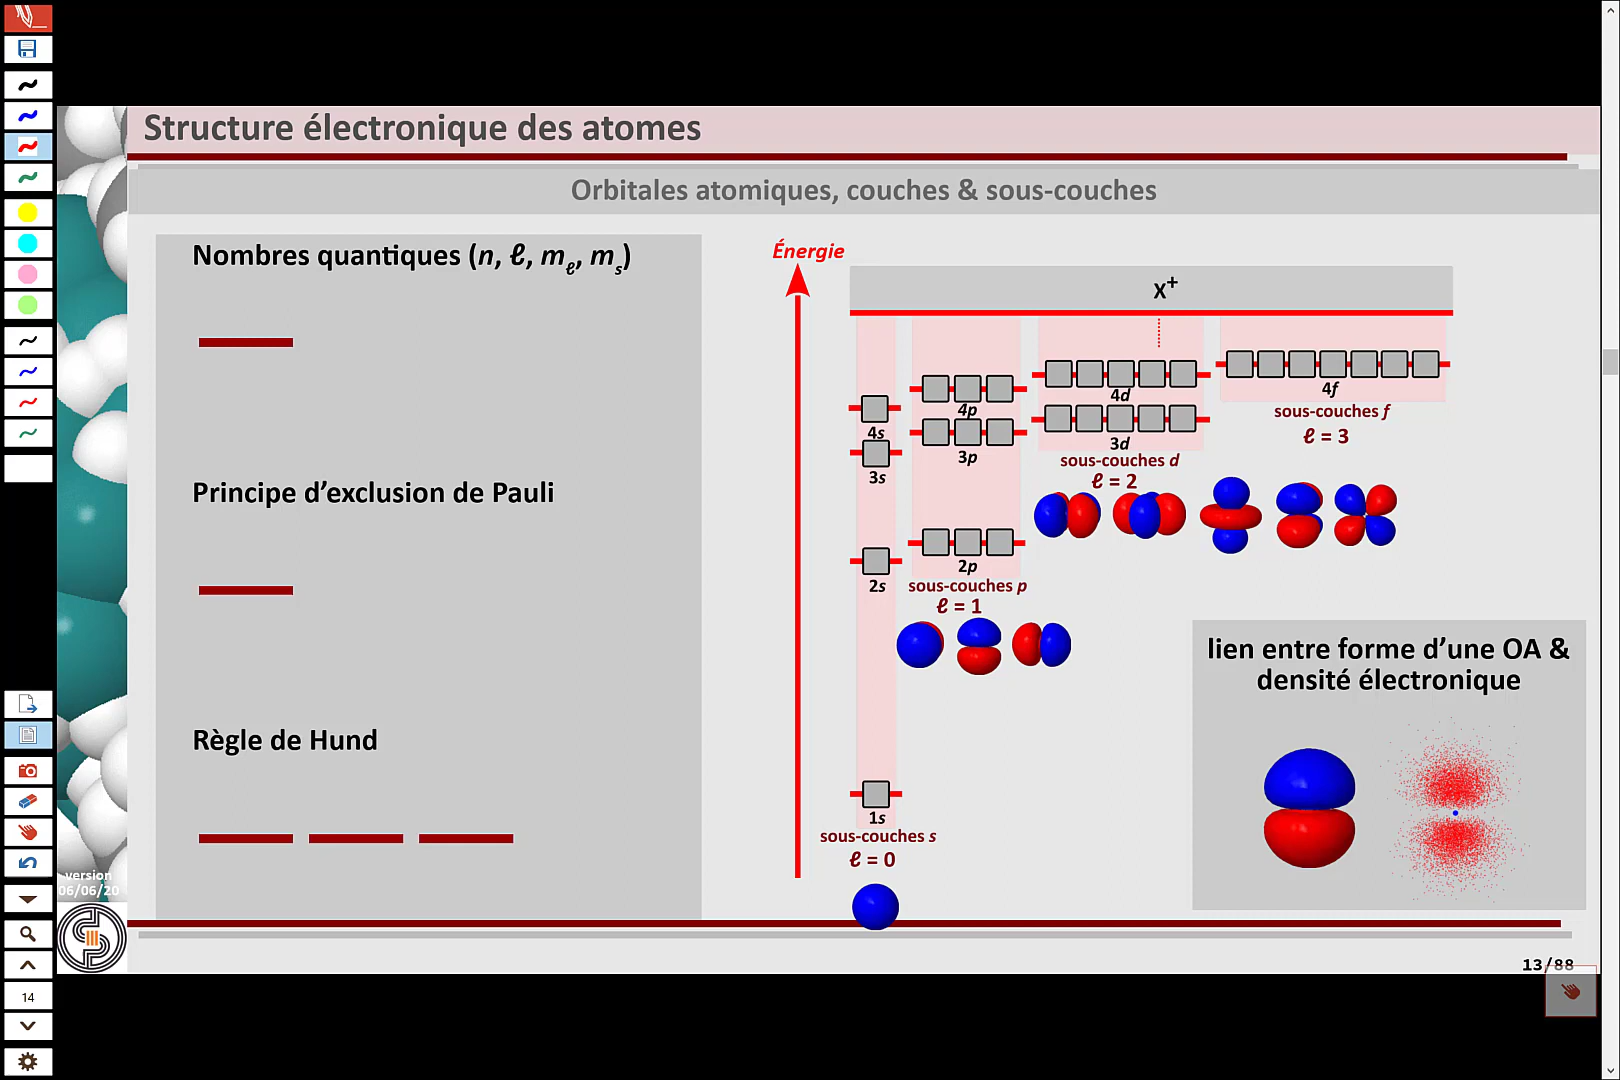 Structure électronique des atomes
Orbitales atomiques, couches & sous-couches
Nombres quantiques (n, ℓ, mℓ, ms)
Principe d’exclusion de Pauli
Règle de Hund
Énergie
X+
4s
3s
2s
1s
sous-couches s
ℓ = 0
4p
3p
2p
sous-couches p
ℓ = 1
4d
3d
sous-couches d
ℓ = 2
4f
sous-couches f
ℓ = 3
lien entre forme d’une OA &
densité électronique
version
06/06/20
13/88
14